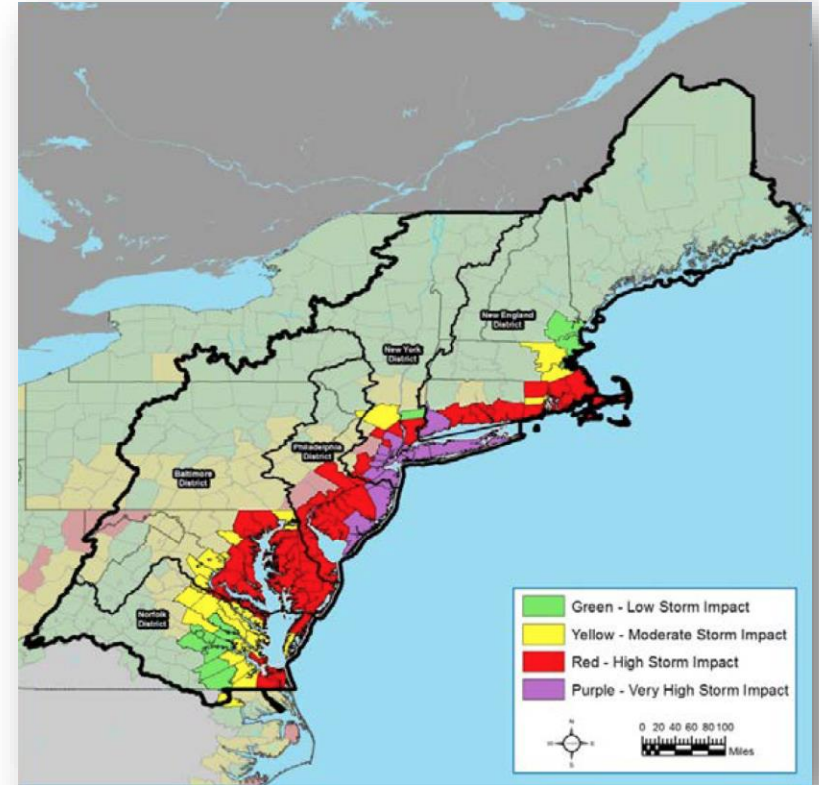 New England
District
New York
District
Philadelphia
District
Baltimore
District
Norfolk
District
Green - Low Storm Impact
Yellow - Moderate Storm Impact
Red - High Storm Impact
Purple - Very High Storm Impact
N
W
E
S
0 20 40 60 80 100
Miles